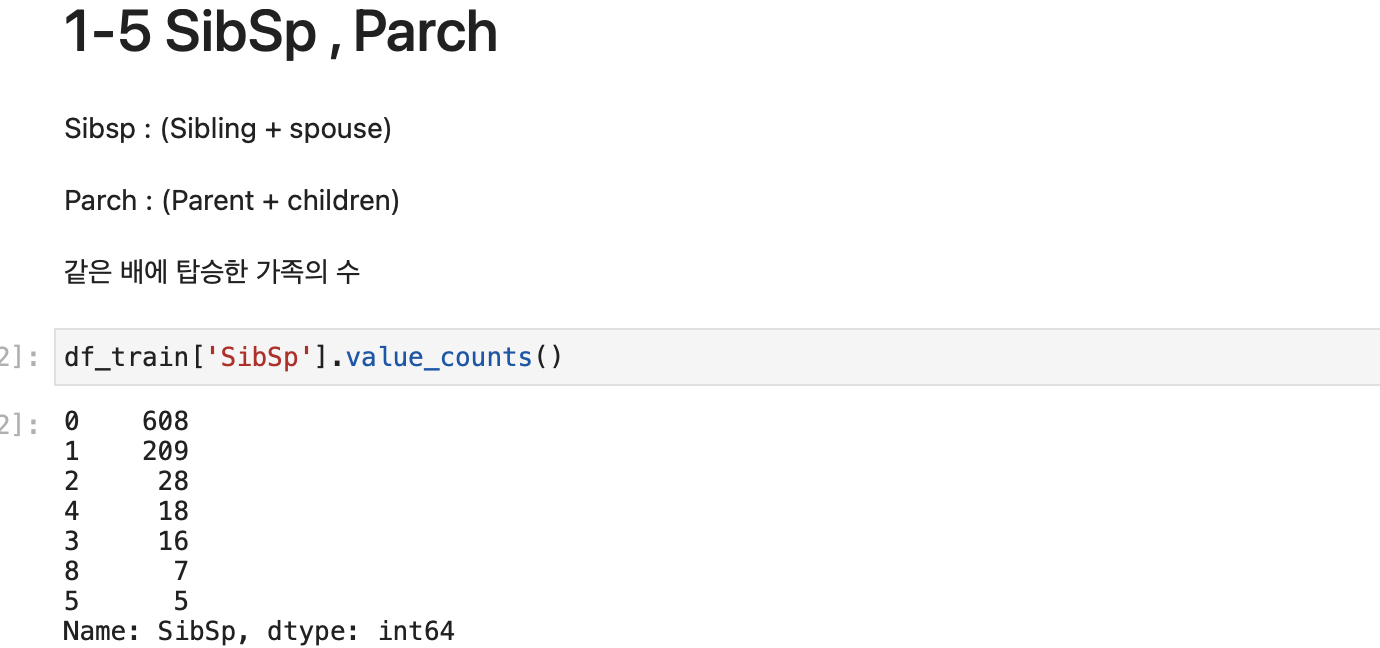 1-5 SibSp , Parch
Sibsp : (Sibling + spouse)
Parch : (Parent + children)
같은 배에 탑승한 가족의 수
2]: df_train['SibSp'].value_counts()
2]: 0 608
1 209
2 28
4 18
3 16
8 7
5 5
Name: SibSp, dtype: int64